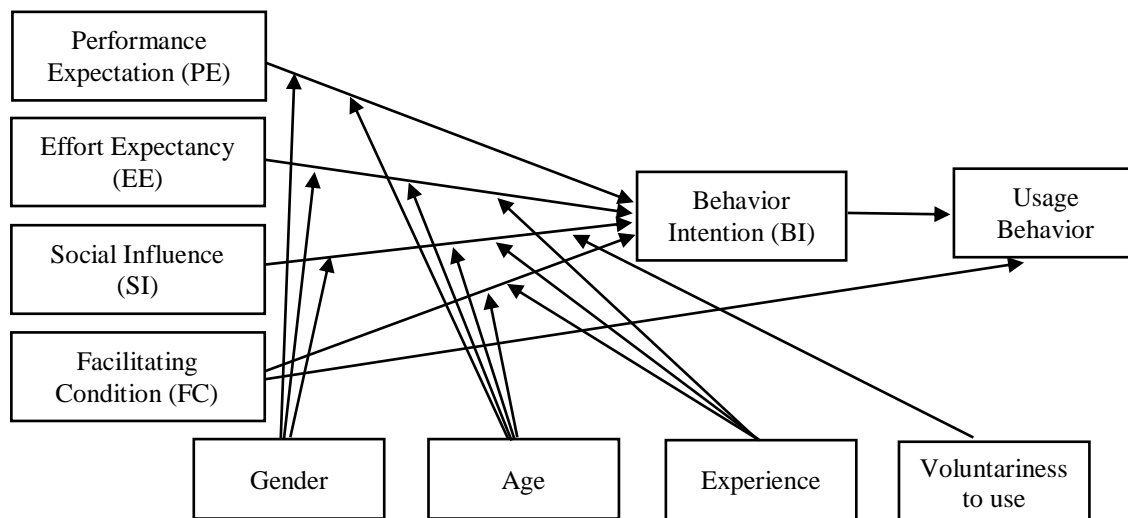 Performance
Expectation (PE)
Effort Expectancy
(EE)
Social Influence
(SI)
Facilitating
Condition (FC)
Behavior
Intention (BI)
Usage
Behavior
Gender
Age
Experience
Voluntariness
to use